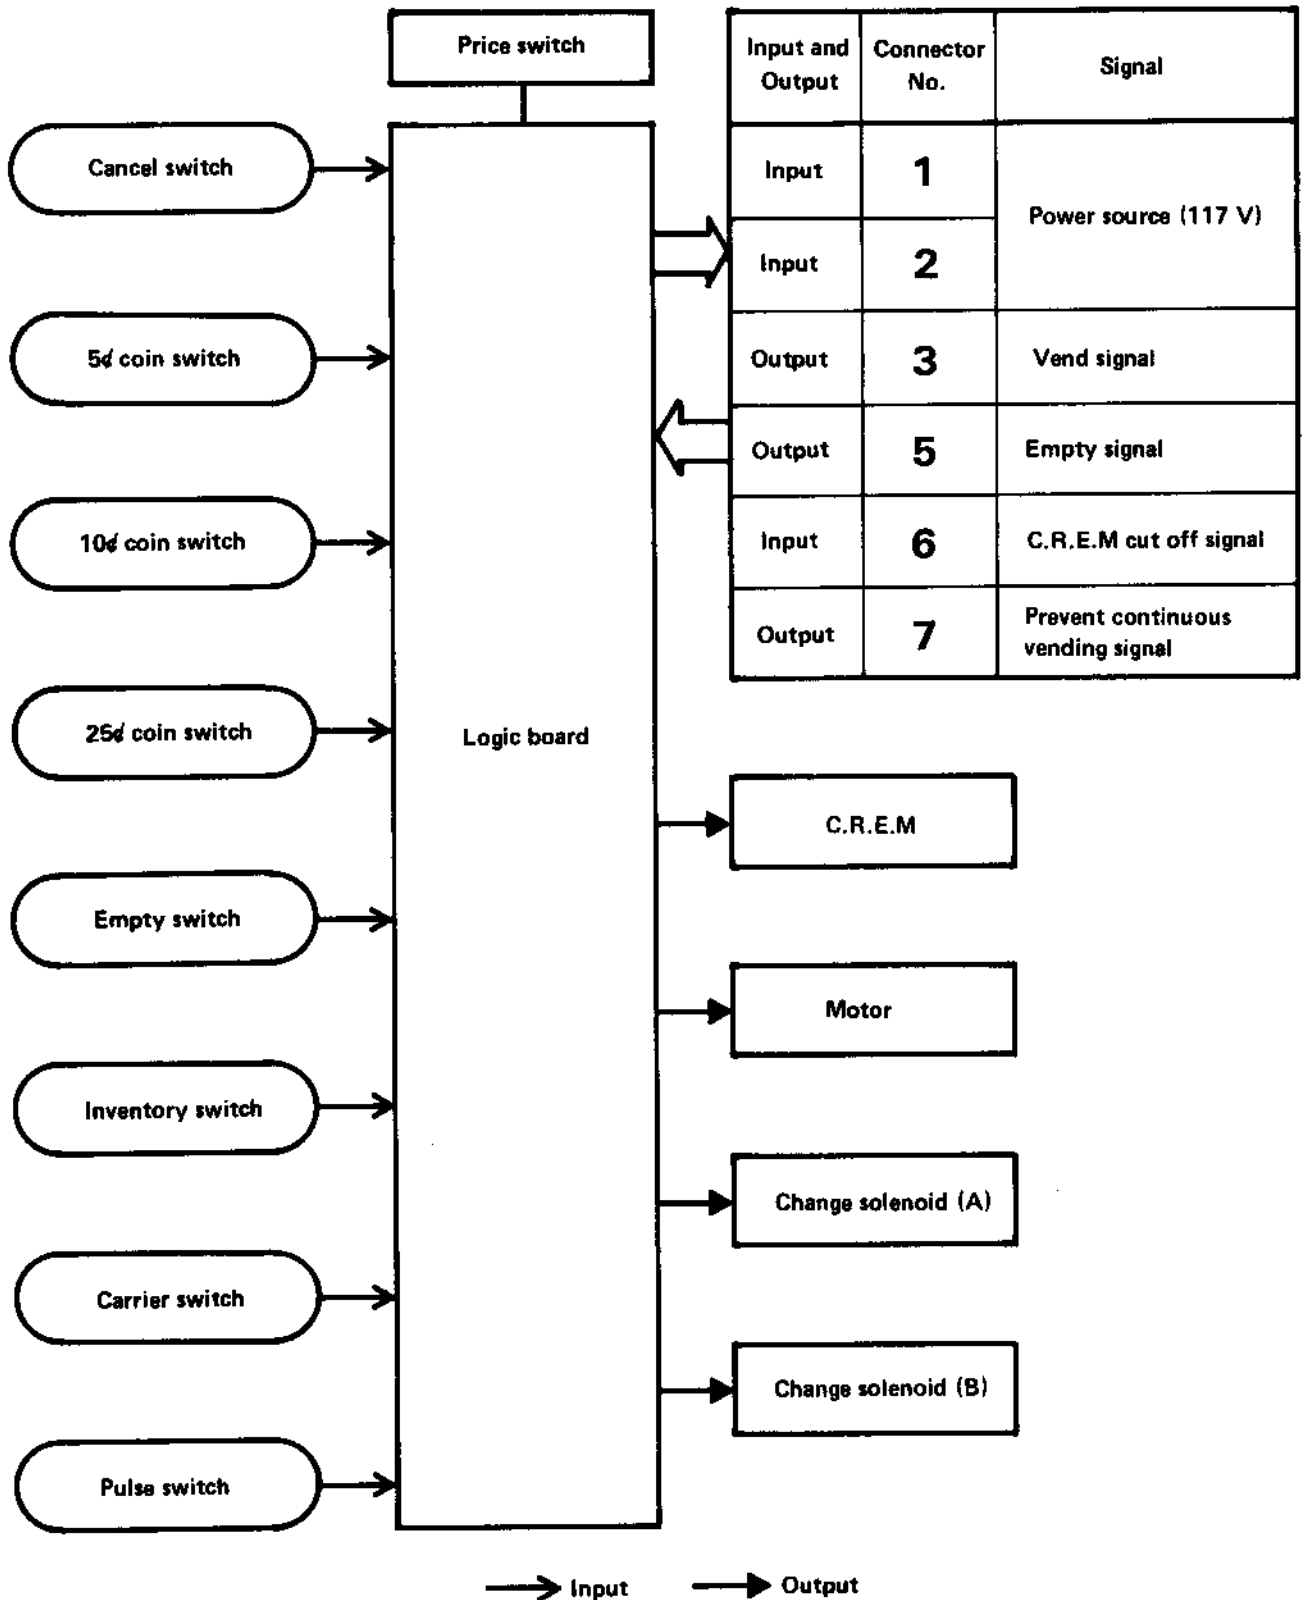 Price switch
Cancel switch
5¢ coin switch
10¢ coin switch
25¢ coin switch
Empty switch
Inventory switch
Carrier switch
Pulse switch
Logic board
Input and
Output
Connector
No.
Signal
Input
1
Power source (117 V)
Input
2
Output
3
Vend signal
Output
5
Empty signal
Input
6
C.R.E.M cut off signal
Output
7
Prevent continuous
vending signal
C.R.E.M
Motor
Change solenoid (A)
Change solenoid (B)
Input
Output